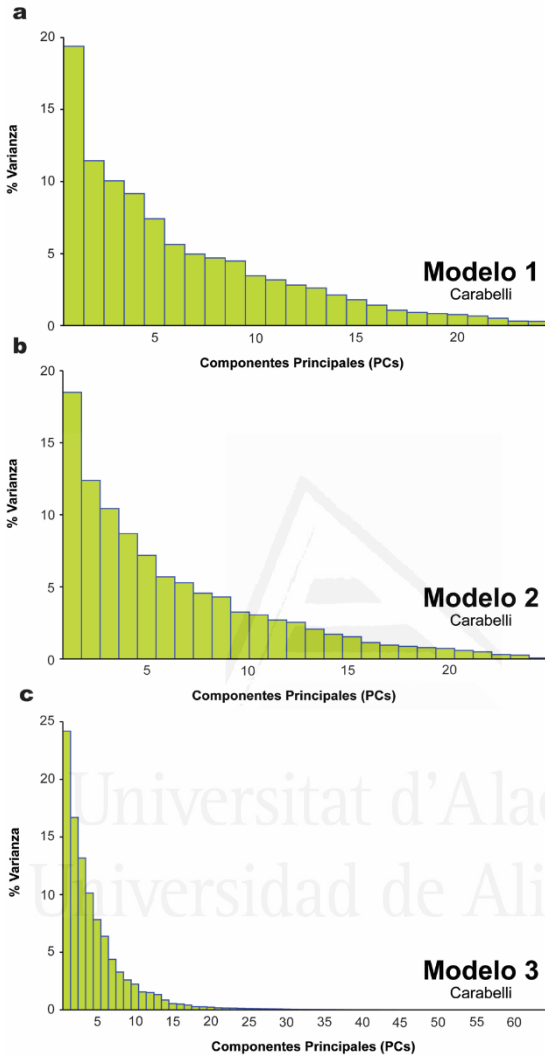 a
20
15
10
5
0
% Varianza
Modelo 1
Carabelli
5 10 15 20
Componentes Principales (PCs)
b
20
15
10
5
0
% Varianza
Modelo 2
Carabelli
5 10 15 20
Componentes Principales (PCs)
c
25
20
15
10
5
0
% Varianza
Universitat d'Alac
Universidad de Ali
Modelo 3
Carabelli
5 10 15 20 25 30 35 40 45 50 55 60
Componentes Principales (PCs)